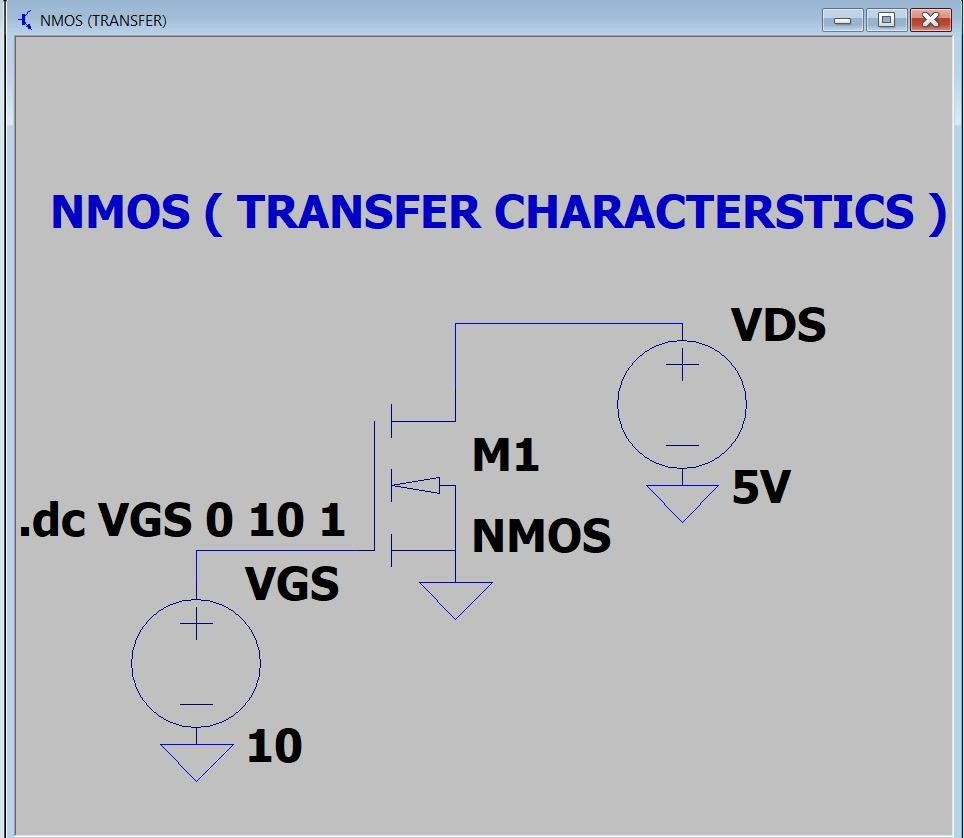 NMOS (TRANSFER)
NMOS ( TRANSFER CHARACTERSTICS )
VDS
M1
5V
.dc VGS 0 10 1
NMOS
VGS
10